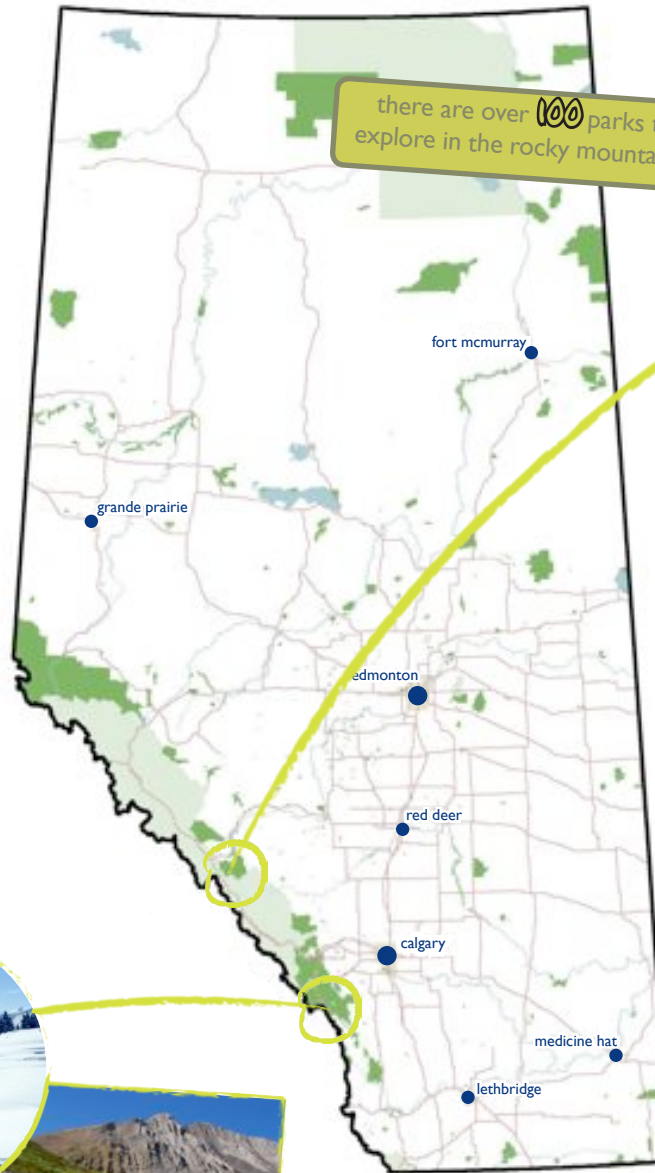 there are over 100 parks
explore in the rocky
fort mcmurray
grande prairie
edmonton
red deer
calgary
medicine hat
lethbridge